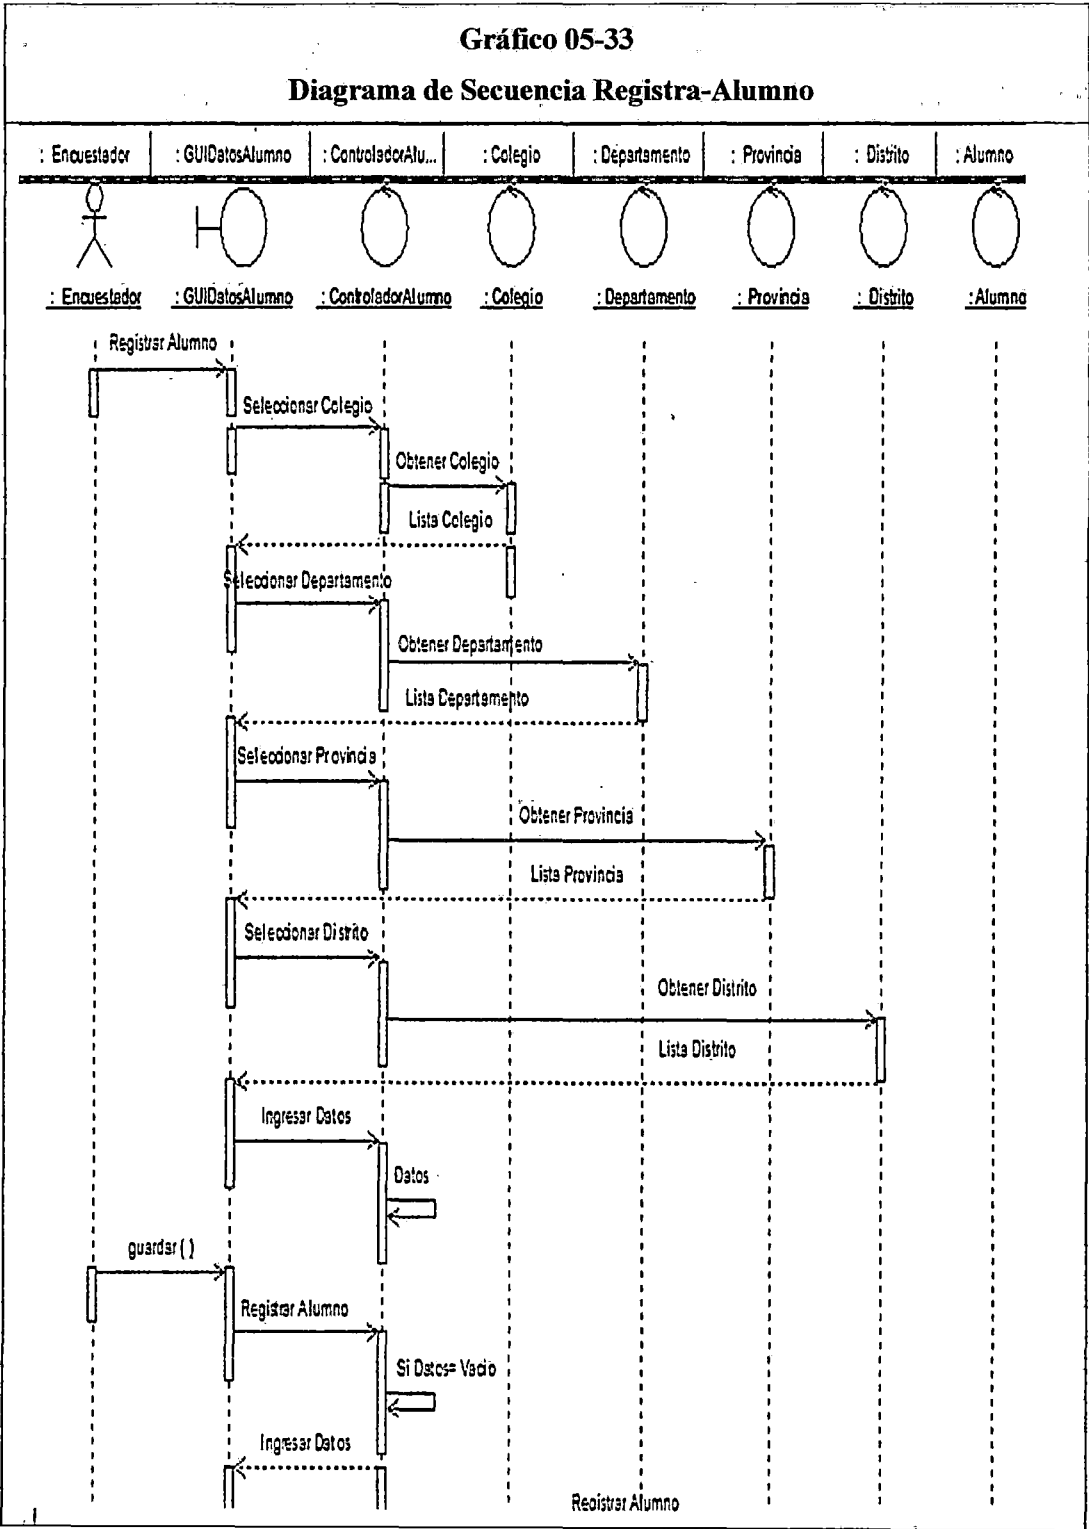 Gráfico 05-33
Diagrama de Secuencia Registra-Alumno
: Encuestador
: GUIDatosAlumno
: ControladorAlu...
: Colegio
: Departamento
: Provincia
: Distrito
: Alumno
: Encuestador
: GUIDatosAlumno
: ControladorAlumno
: Colegio
: Departamento
: Provincia
: Distrito
: Alumno
Registrar Alumno
Seleccionar Colegio
Obtener Colegio
Lista Colegio
Seleccionar Departamento
Obtener Departamento
Lista Departamento
Seleccionar Provincia
Obtener Provincia
Lista Provincia
Seleccionar Distrito
Obtener Distrito
Lista Distrito
Ingresar Datos
Datos
guardar ( )
Registrar Alumno
Si Datos= Vacio
Ingresar Datos
Registrar Alumno